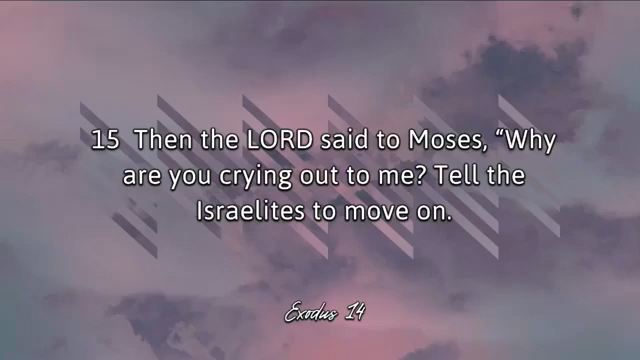 15 Then the LORD said to Moses, “Why
are you crying out to me? Tell the
Israelites to move on.
Exodus 14